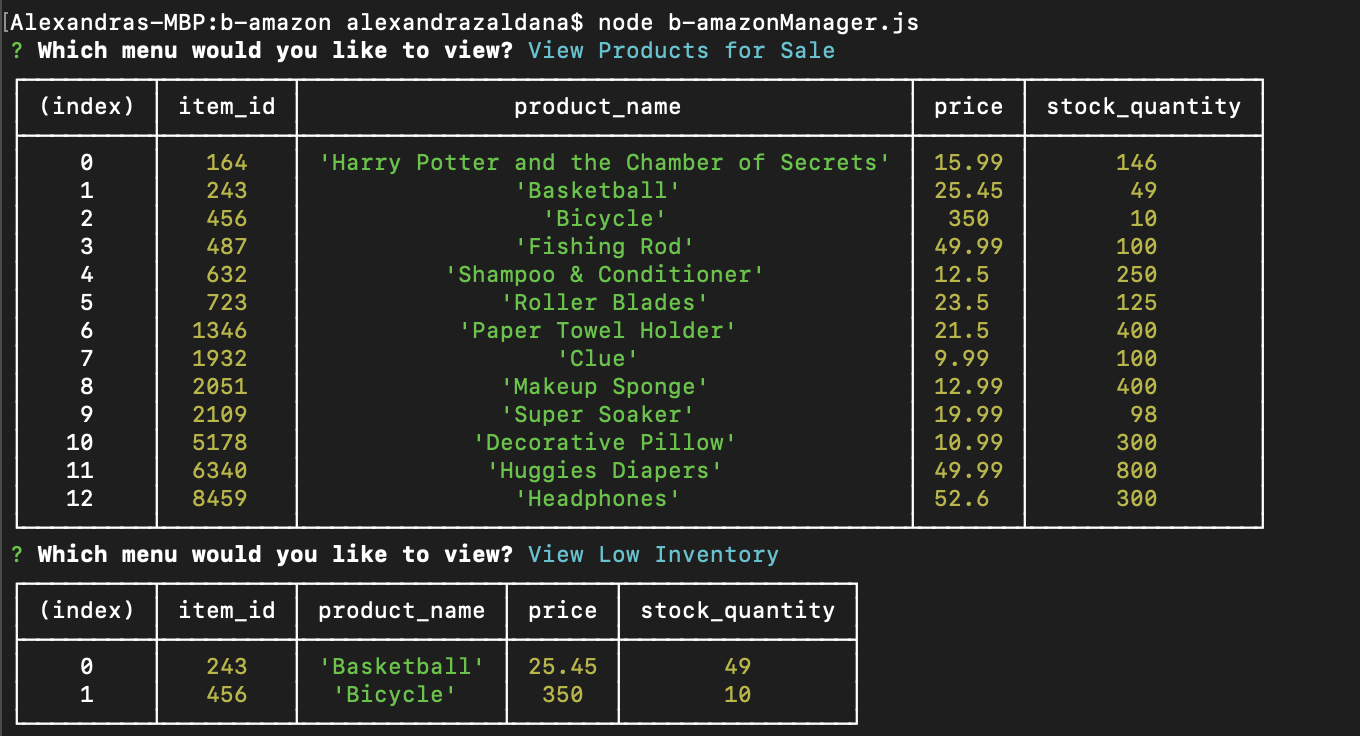 [Alexandras-MBP:b-amazon alexandrazaldana$ node b-amazonManager.js
? Which menu would you like to view? View Products for Sale
(index) item_id product_name price stock_quantity
0 164 'Harry Potter and the Chamber of Secrets' 15.99 146
1 243 'Basketball' 25.45 49
2 456 'Bicycle' 350 10
3 487 'Fishing Rod' 49.99 100
4 632 'Shampoo & Conditioner' 12.5 250
5 723 'Roller Blades' 23.5 125
6 1346 'Paper Towel Holder' 21.5 400
7 1932 'Clue' 9.99 100
8 2051 'Makeup Sponge' 12.99 400
9 2109 'Super Soaker' 19.99 98
10 5178 'Decorative Pillow' 10.99 300
11 6340 'Huggies Diapers' 49.99 800
12 8459 'Headphones' 52.6 300
? Which menu would you like to view? View Low Inventory
(index) item_id product_name price stock_quantity
0 243 'Basketball' 25.45 49
1 456 'Bicycle' 350 10